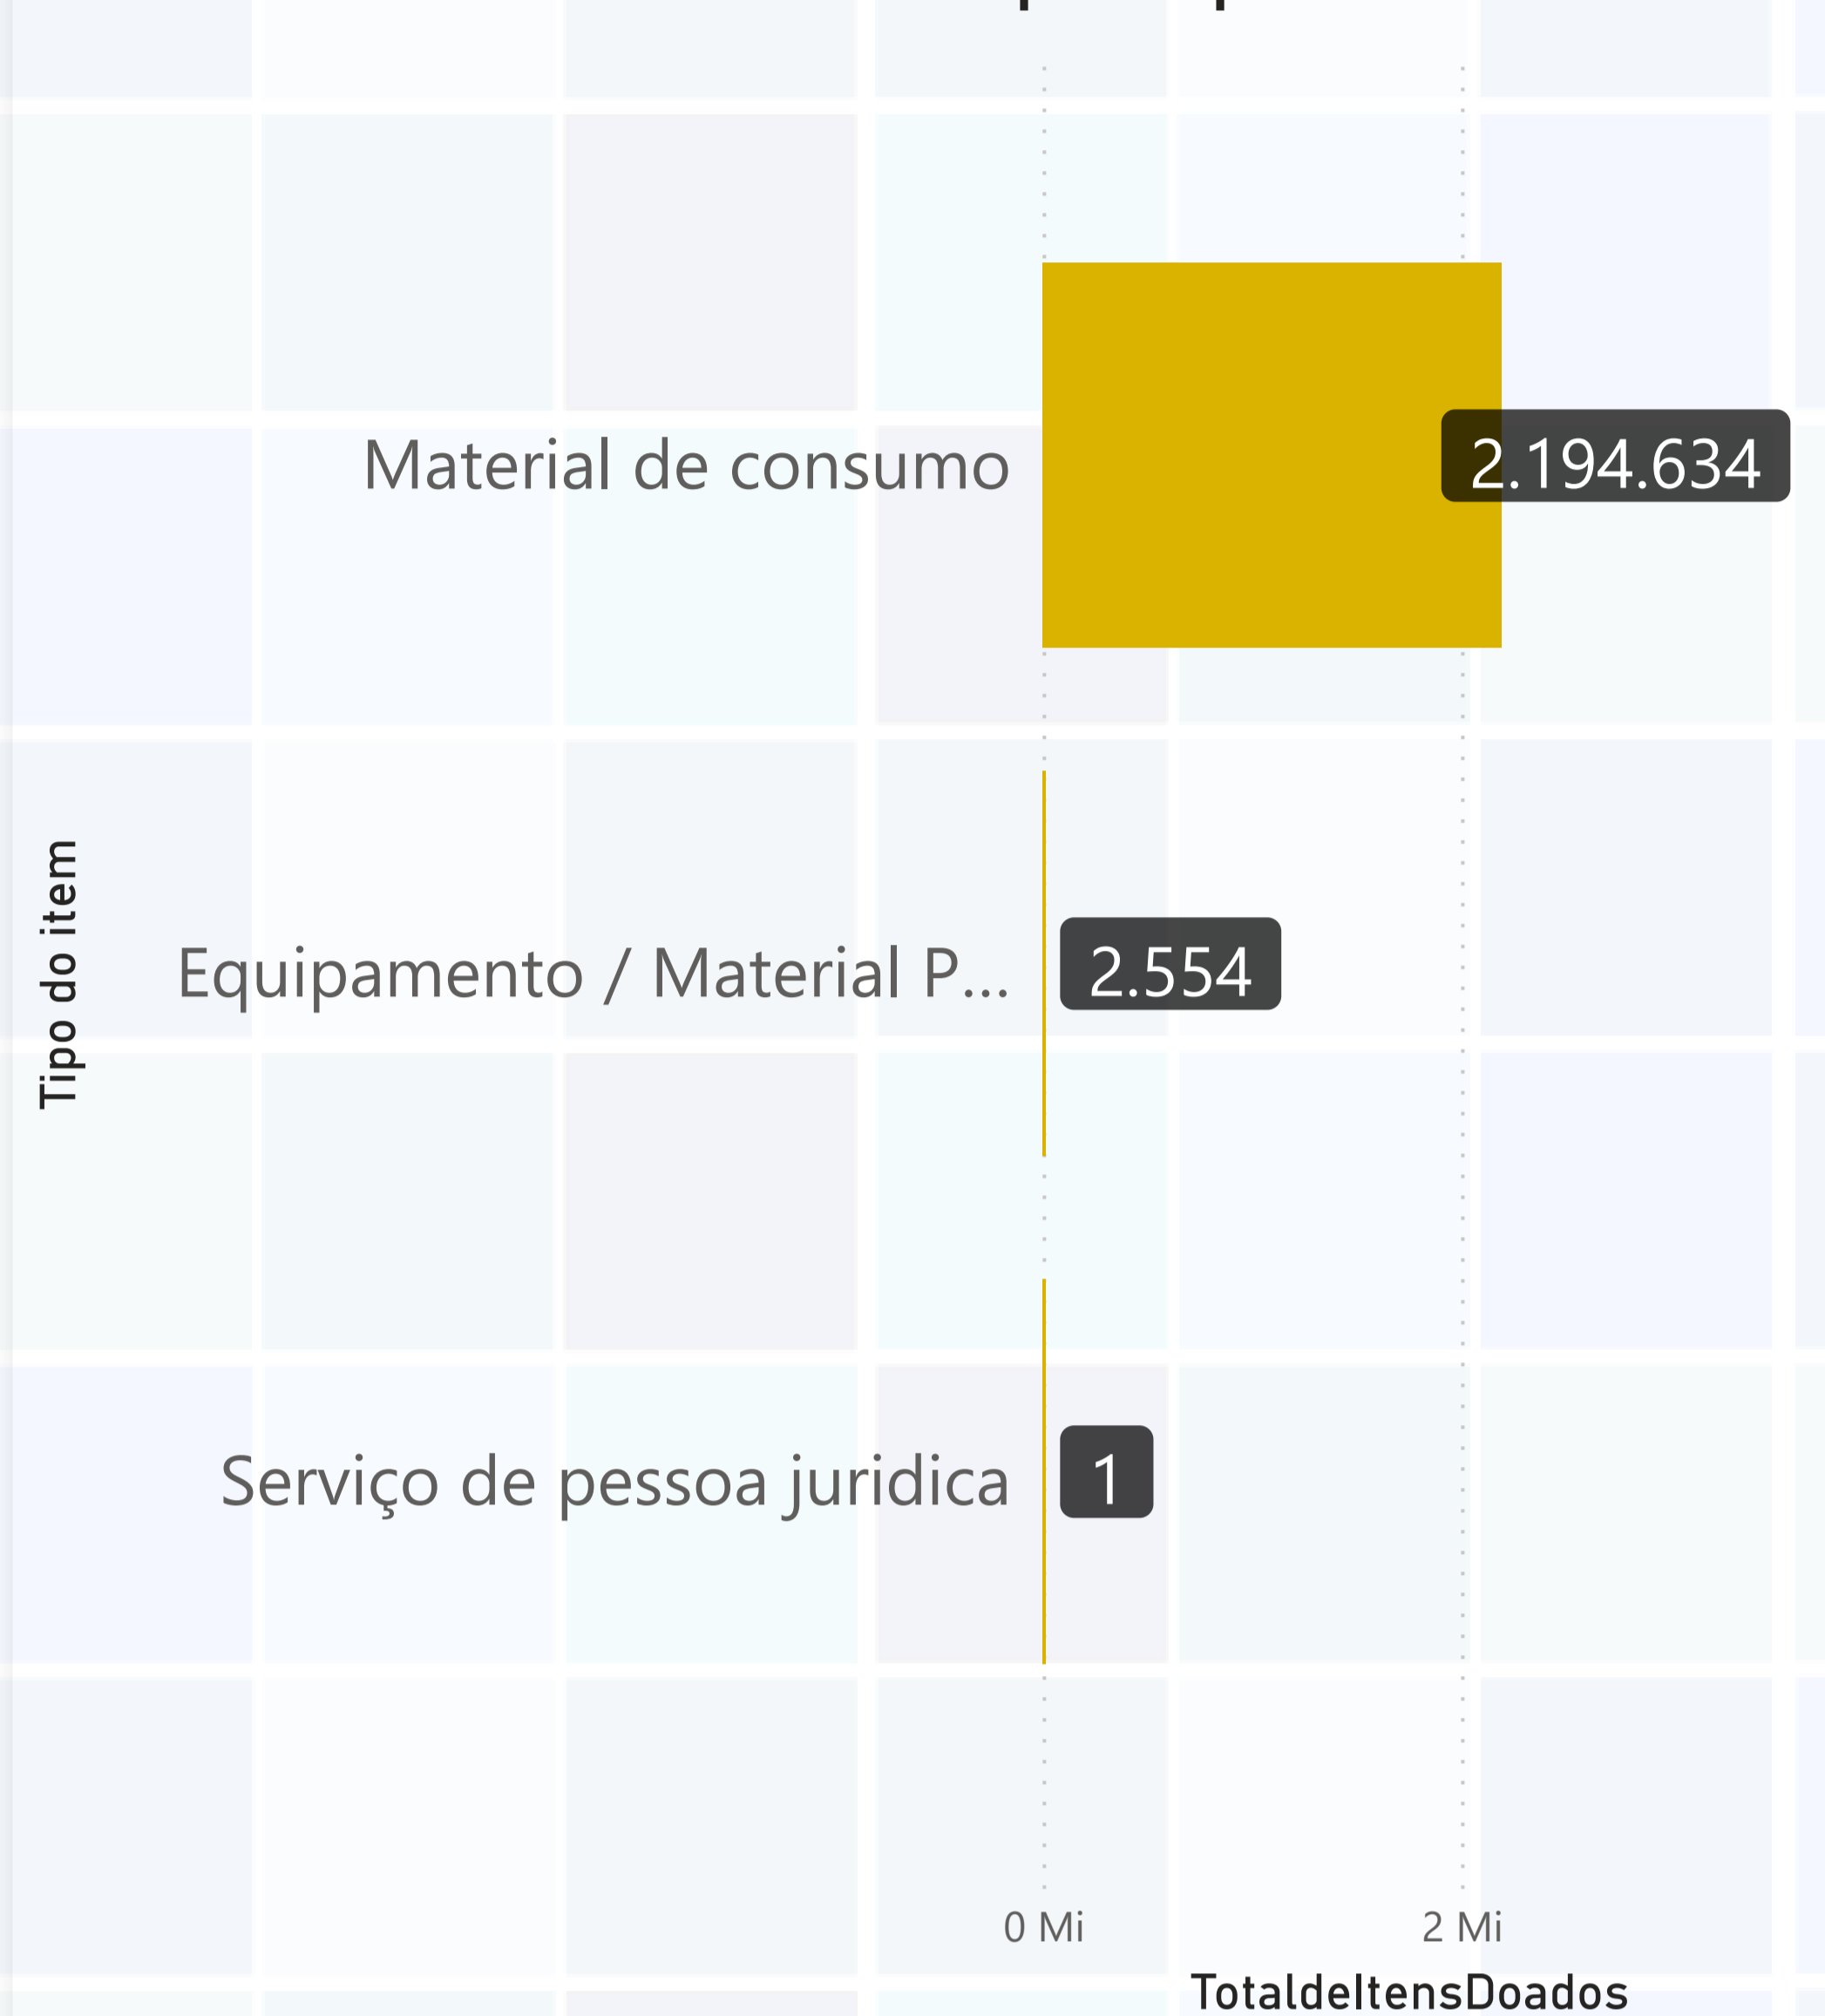 Material de consumo
2.194.634
Equipamento / Material P...
2.554
Tipo do item
Serviço de pessoa juridica
1
0 Mi
2 Mi
TotaldeItensDoados